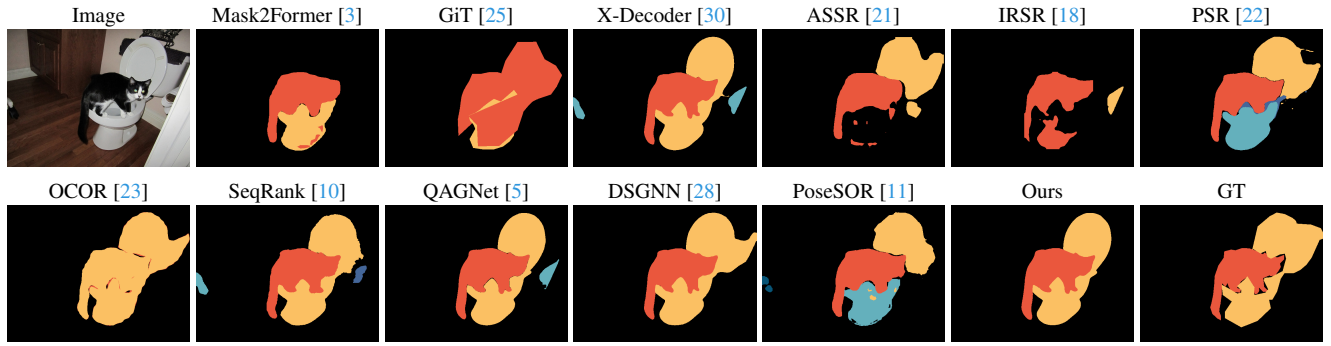 Image Mask2Former [3] GiT [25] X-Decoder [30] ASSR [21] IRSR [18] PSR [22]
OCOR [23] SeqRank [10] QAGNet [5] DSGNN [28] PoseSOR [11] Ours GT